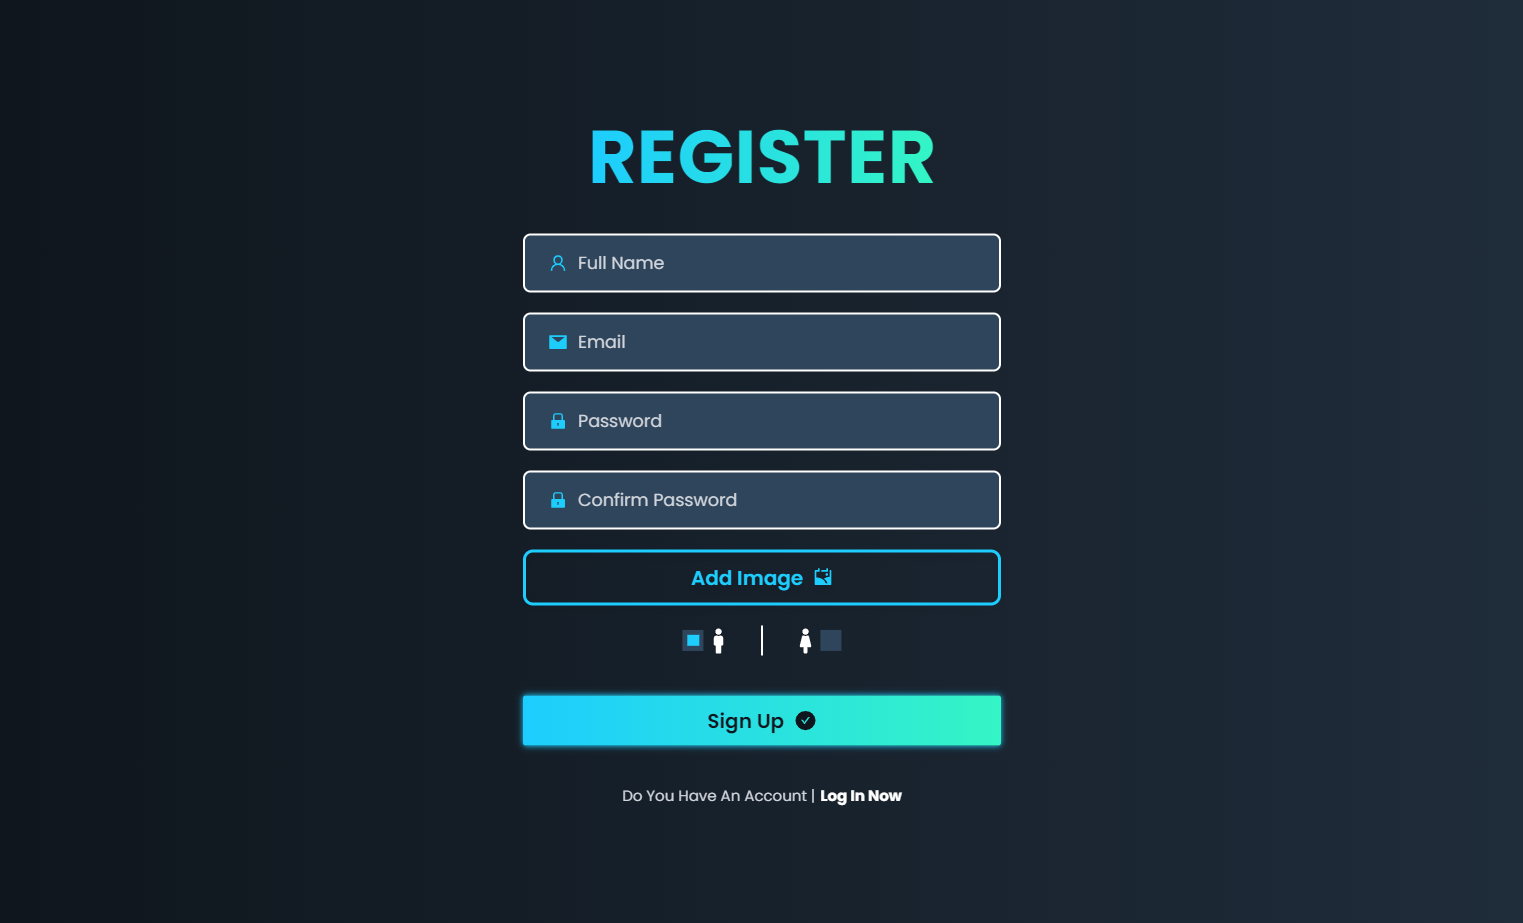 REGISTER
Full Name
Email
Password
Confirm Password
Add Image
Sign Up
Do You Have An Account | Log In Now